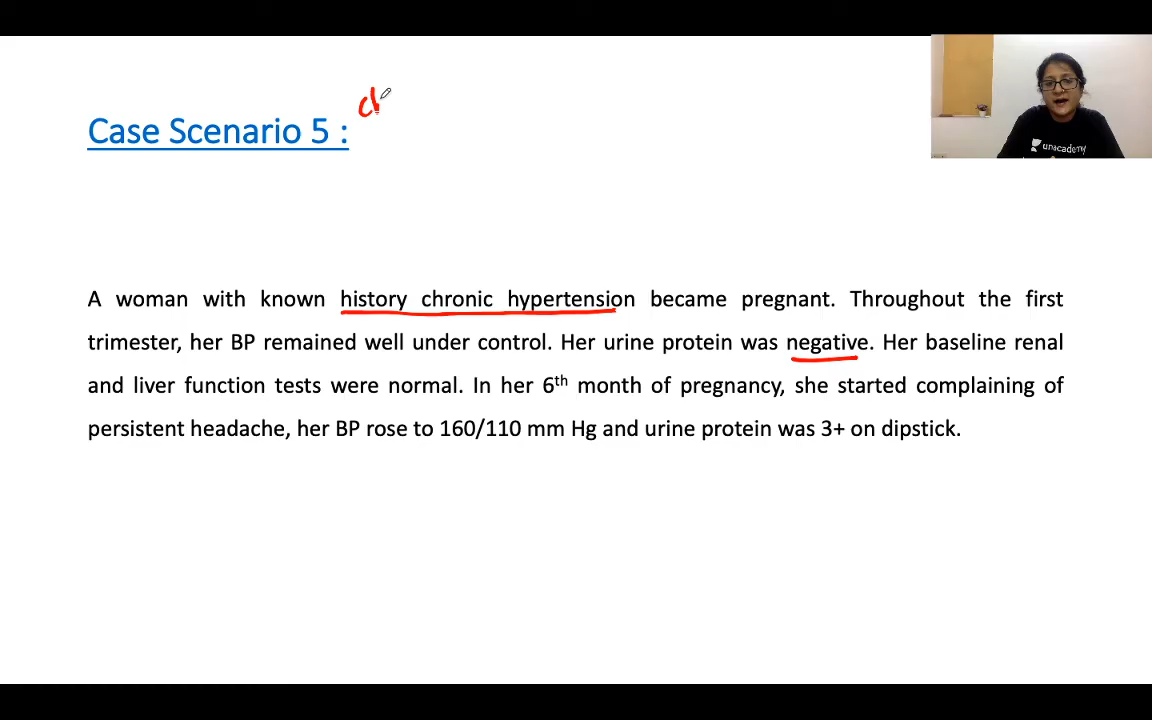 Case Scenario 5 :
unacademy
A woman with known history chronic hypertension became pregnant. Throughout the first
trimester, her BP remained well under control. Her urine protein was negative. Her baseline renal
and liver function tests were normal. In her 6th month of pregnancy, she started complaining of
persistent headache, her BP rose to 160/110 mm Hg and urine protein was 3+ on dipstick.